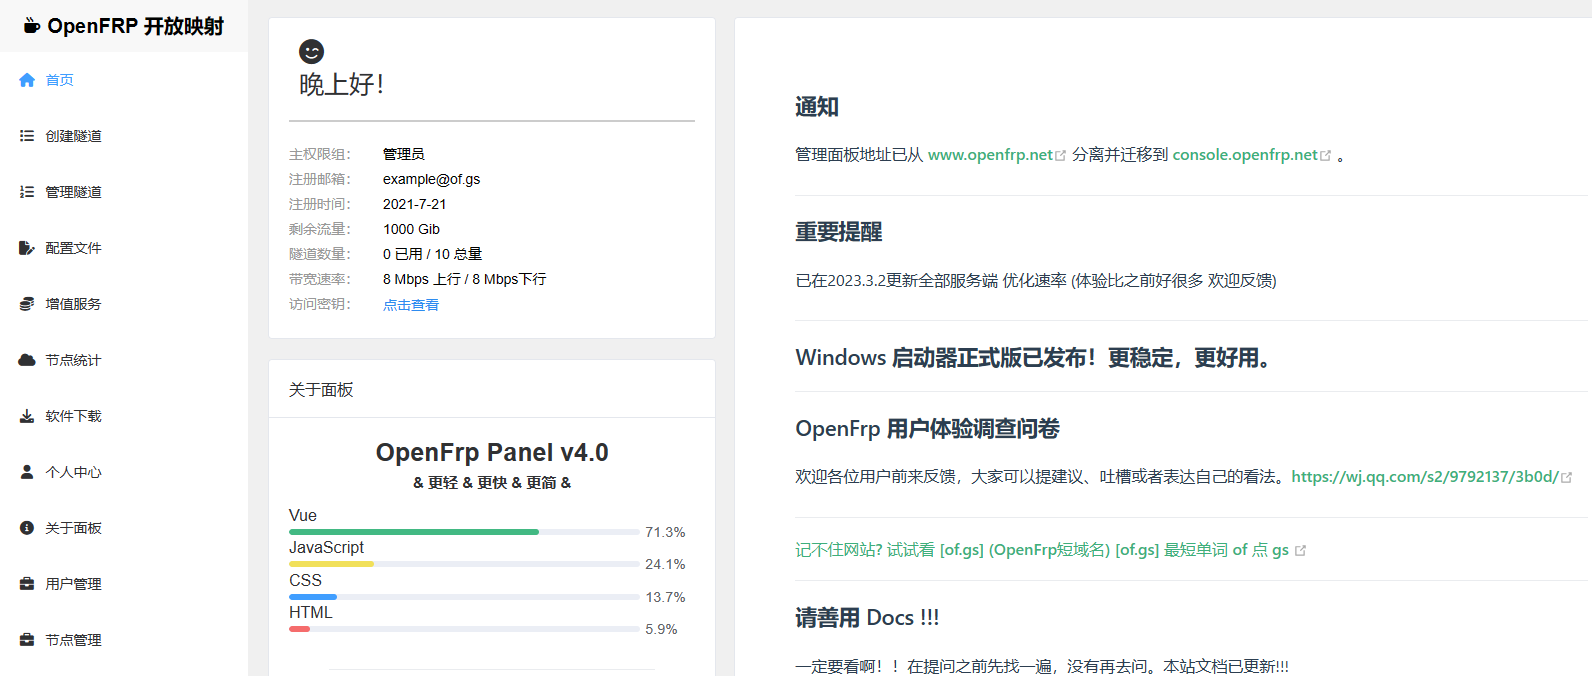 OpenFRP 开放映射
首页
创建隧道
管理隧道
配置文件
增值服务
节点统计
软件下载
个人中心
关于面板
用户管理
节点管理
晚上好！
主权限组： 管理员
注册邮箱： example@of.gs
注册时间： 2021-7-21
剩余流量： 1000 Gib
隧道数量： 0 已用 / 10 总量
带宽速率： 8 Mbps 上行 / 8 Mbps下行
访问密钥： 点击查看
关于面板
OpenFrp Panel v4.0
& 更轻 & 更快 & 更简 &
Vue
71.3%
JavaScript
24.1%
CSS
13.7%
HTML
5.9%
通知
管理面板地址已从 www.openfrp.net 分离并迁移到 console.openfrp.net 。
重要提醒
已在2023.3.2更新全部服务端 优化速率 (体验比之前好很多 欢迎反馈)
Windows 启动器正式版已发布！更稳定，更好用。
OpenFrp 用户体验调查问卷
欢迎各位用户前来反馈，大家可以提建议、吐槽或者表达自己的看法。https://wj.qq.com/s2/9792137/3b0d/
记不住网站? 试试看 [of.gs] (OpenFrp短域名) [of.gs] 最短单词 of 点 gs
请善用 Docs !!!
一定要看啊！！在提问之前先找一遍，没有再去问。本站文档已更新!!!